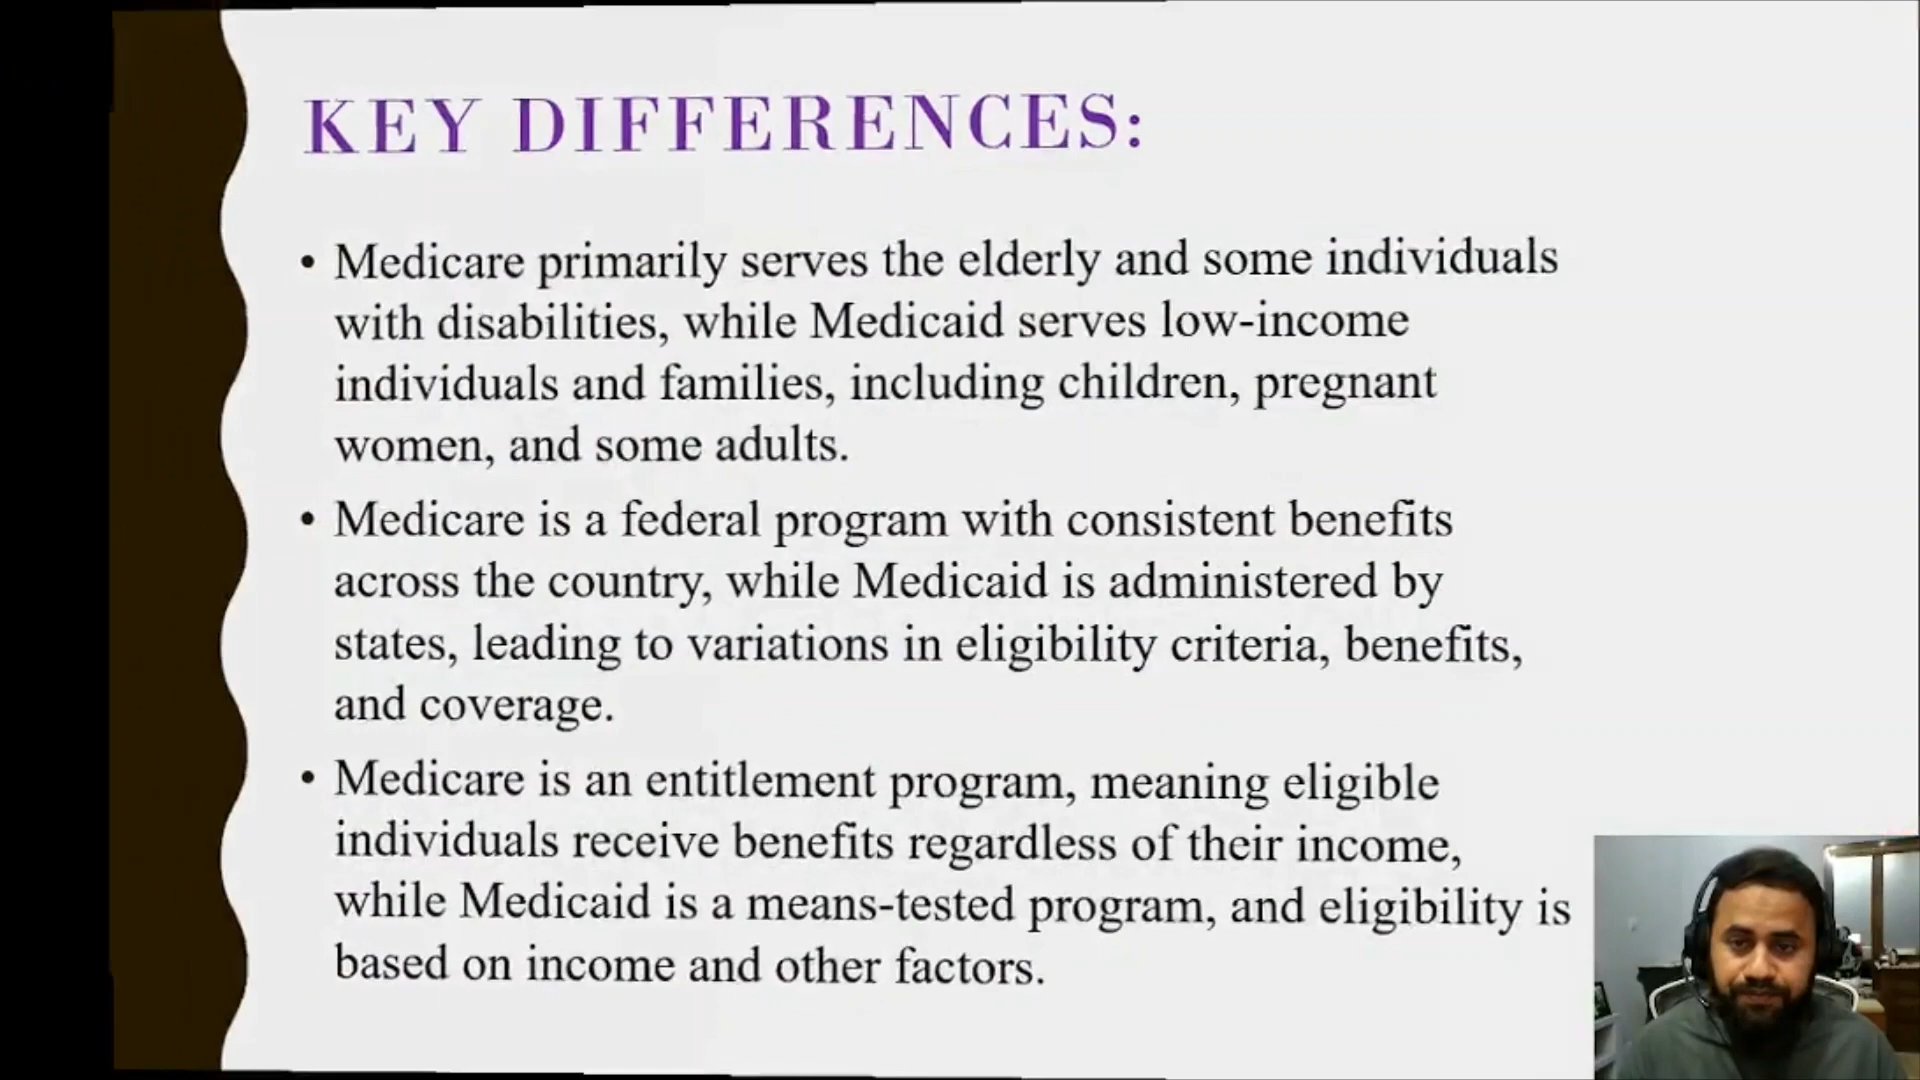 KEY DIFFERENCES:
• Medicare primarily serves the elderly and some individuals
with disabilities, while Medicaid serves low-income
individuals and families, including children, pregnant
women, and some adults.
• Medicare is a federal program with consistent benefits
across the country, while Medicaid is administered by
states, leading to variations in eligibility criteria, benefits,
and coverage.
• Medicare is an entitlement program, meaning eligible
individuals receive benefits regardless of their income,
while Medicaid is a means-tested program, and eligibility is
based on income and other factors.